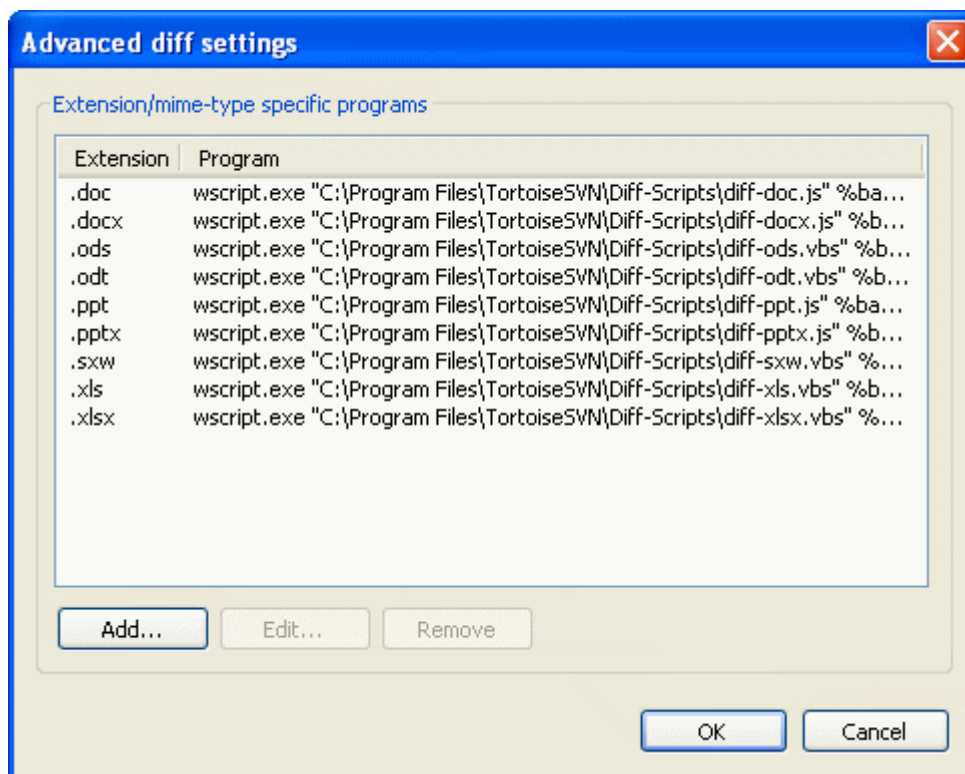 Advanced diff settings
Extension/mime-type specific programs
Extension Program
.doc wscript.exe "C:\Program Files\TortoiseSVN\Diff-Scripts\diff-doc.js" %ba...
.docx wscript.exe "C:\Program Files\TortoiseSVN\Diff-Scripts\diff-docx.js" %b...
.ods wscript.exe "C:\Program Files\TortoiseSVN\Diff-Scripts\diff-ods.vbs" %b...
.odt wscript.exe "C:\Program Files\TortoiseSVN\Diff-Scripts\diff-odt.vbs" %b...
.ppt wscript.exe "C:\Program Files\TortoiseSVN\Diff-Scripts\diff-ppt.js" %ba...
.pptx wscript.exe "C:\Program Files\TortoiseSVN\Diff-Scripts\diff-pptx.js" %b...
.sxw wscript.exe "C:\Program Files\TortoiseSVN\Diff-Scripts\diff-sxw.vbs" %...
.xls wscript.exe "C:\Program Files\TortoiseSVN\Diff-Scripts\diff-xls.vbs" %b...
.xlsx wscript.exe "C:\Program Files\TortoiseSVN\Diff-Scripts\diff-xlsx.vbs" %...
Add... Edit... Remove
OK Cancel